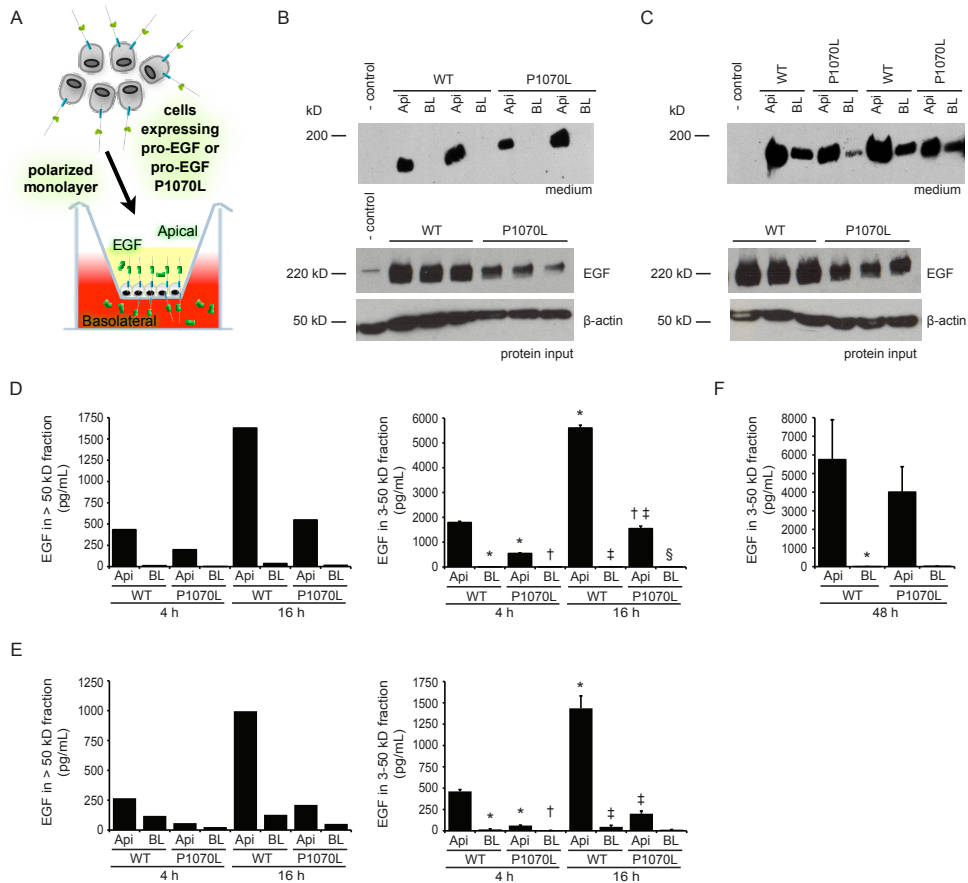 A
cells
expressing
pro-EGF or
pro-EGF
P1070L
polarized
monolayer
EGF
Apical
Basolateral
B
- control
WT
P1070L
Api
BL
Api
BL
Api
BL
Api
BL
kD
200
medium
- control
WT
P1070L
220 kD
EGF
50 kD
β-actin
protein input
C
- control
WT
P1070L
WT
P1070L
Api
BL
Api
BL
Api
BL
Api
BL
kD
200
medium
WT
P1070L
220 kD
EGF
50 kD
β-actin
protein input
D
EGF in > 50 kD fraction
(pg/mL)
1750
1500
1250
1000
750
500
250
0
Api BL Api BL Api BL Api BL
WT P1070L WT P1070L
4 h 16 h
EGF in 3-50 kD fraction
(pg/mL)
6000
5000
4000
3000
2000
1000
0
* * † * ‡ † ‡ §
Api BL Api BL Api BL Api BL
WT P1070L WT P1070L
4 h 16 h
F
EGF in 3-50 kD fraction
(pg/mL)
8000
7000
6000
5000
4000
3000
2000
1000
0
*
Api BL Api BL
WT P1070L
48 h
E
EGF in > 50 kD fraction
(pg/mL)
1250
1000
750
500
250
0
Api BL Api BL Api BL Api BL
WT P1070L WT P1070L
4 h 16 h
EGF in 3-50 kD fraction
(pg/mL)
1750
1500
1250
1000
750
500
250
0
* * † * ‡ ‡
Api BL Api BL Api BL Api BL
WT P1070L WT P1070L
4 h 16 h